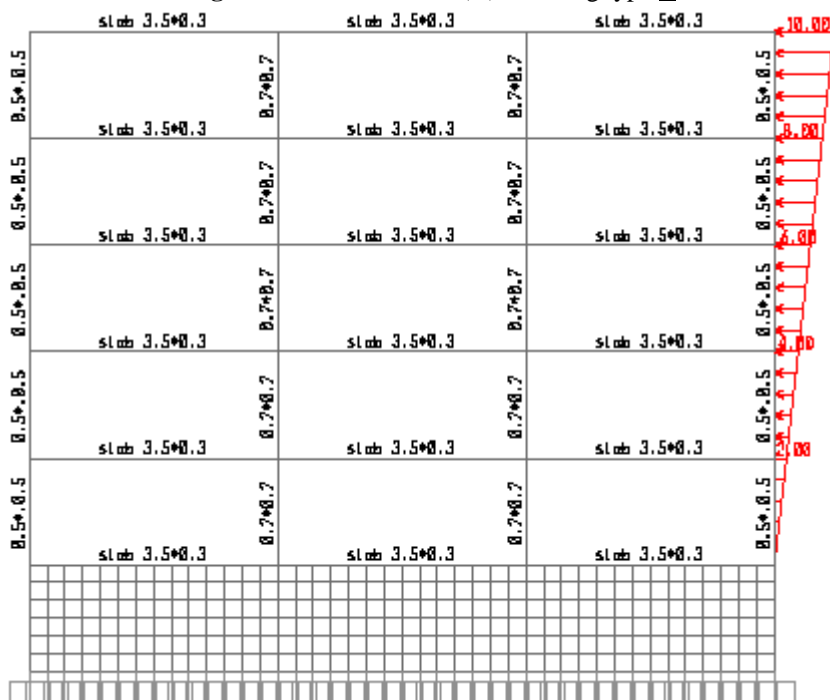 slab 3.5*0.3 slab 3.5*0.3 slab 3.5*0.3 10.00
0.5*.0.5 0.7*0.7 0.7*0.7 0.5*.0.5
slab 3.5*0.3 slab 3.5*0.3 slab 3.5*0.3 8.00
0.5*.0.5 0.7*0.7 0.7*0.7 0.5*.0.5
slab 3.5*0.3 slab 3.5*0.3 slab 3.5*0.3 6.00
0.5*.0.5 0.7*0.7 0.7*0.7 0.5*.0.5
slab 3.5*0.3 slab 3.5*0.3 slab 3.5*0.3 4.00
0.5*.0.5 0.7*0.7 0.7*0.7 0.5*.0.5
slab 3.5*0.3 slab 3.5*0.3 slab 3.5*0.3 2.00
0.5*.0.5 0.7*0.7 0.7*0.7 0.5*.0.5
slab 3.5*0.3 slab 3.5*0.3 slab 3.5*0.3